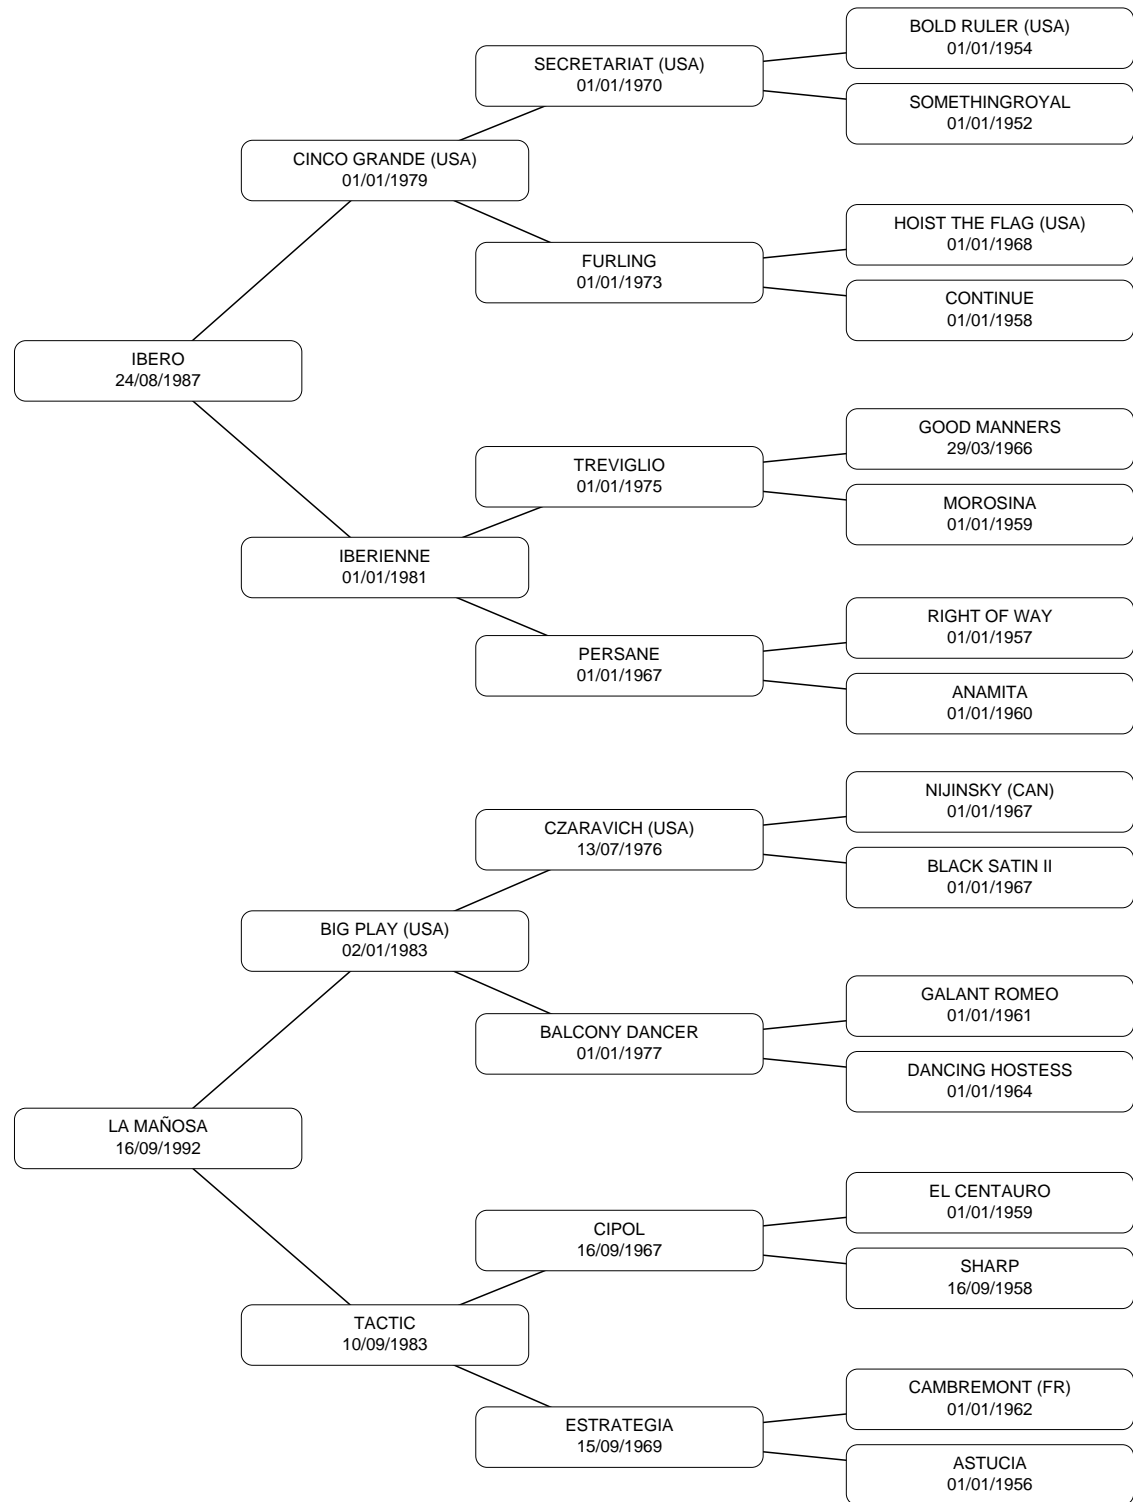 BOLD RULER (USA)
01/01/1954
SECRETARIAT (USA)
01/01/1970
SOMETHINGROYAL
01/01/1952
CINCO GRANDE (USA)
01/01/1979
HOIST THE FLAG (USA)
01/01/1968
FURLING
01/01/1973
CONTINUE
01/01/1958
IBERO
24/08/1987
GOOD MANNERS
29/03/1966
TREVIGLIO
01/01/1975
MOROSINA
01/01/1959
IBERIENNE
01/01/1981
RIGHT OF WAY
01/01/1957
PERSANE
01/01/1967
ANAMITA
01/01/1960
NIJINSKY (CAN)
01/01/1967
CZARAVICH (USA)
13/07/1976
BLACK SATIN II
01/01/1967
BIG PLAY (USA)
02/01/1983
GALANT ROMEO
01/01/1961
BALCONY DANCER
01/01/1977
DANCING HOSTESS
01/01/1964
LA MAÑOSA
16/09/1992
EL CENTAURO
01/01/1959
CIPOL
16/09/1967
SHARP
16/09/1958
TACTIC
10/09/1983
CAMBREMONT (FR)
01/01/1962
ESTRATEGIA
15/09/1969
ASTUCIA
01/01/1956